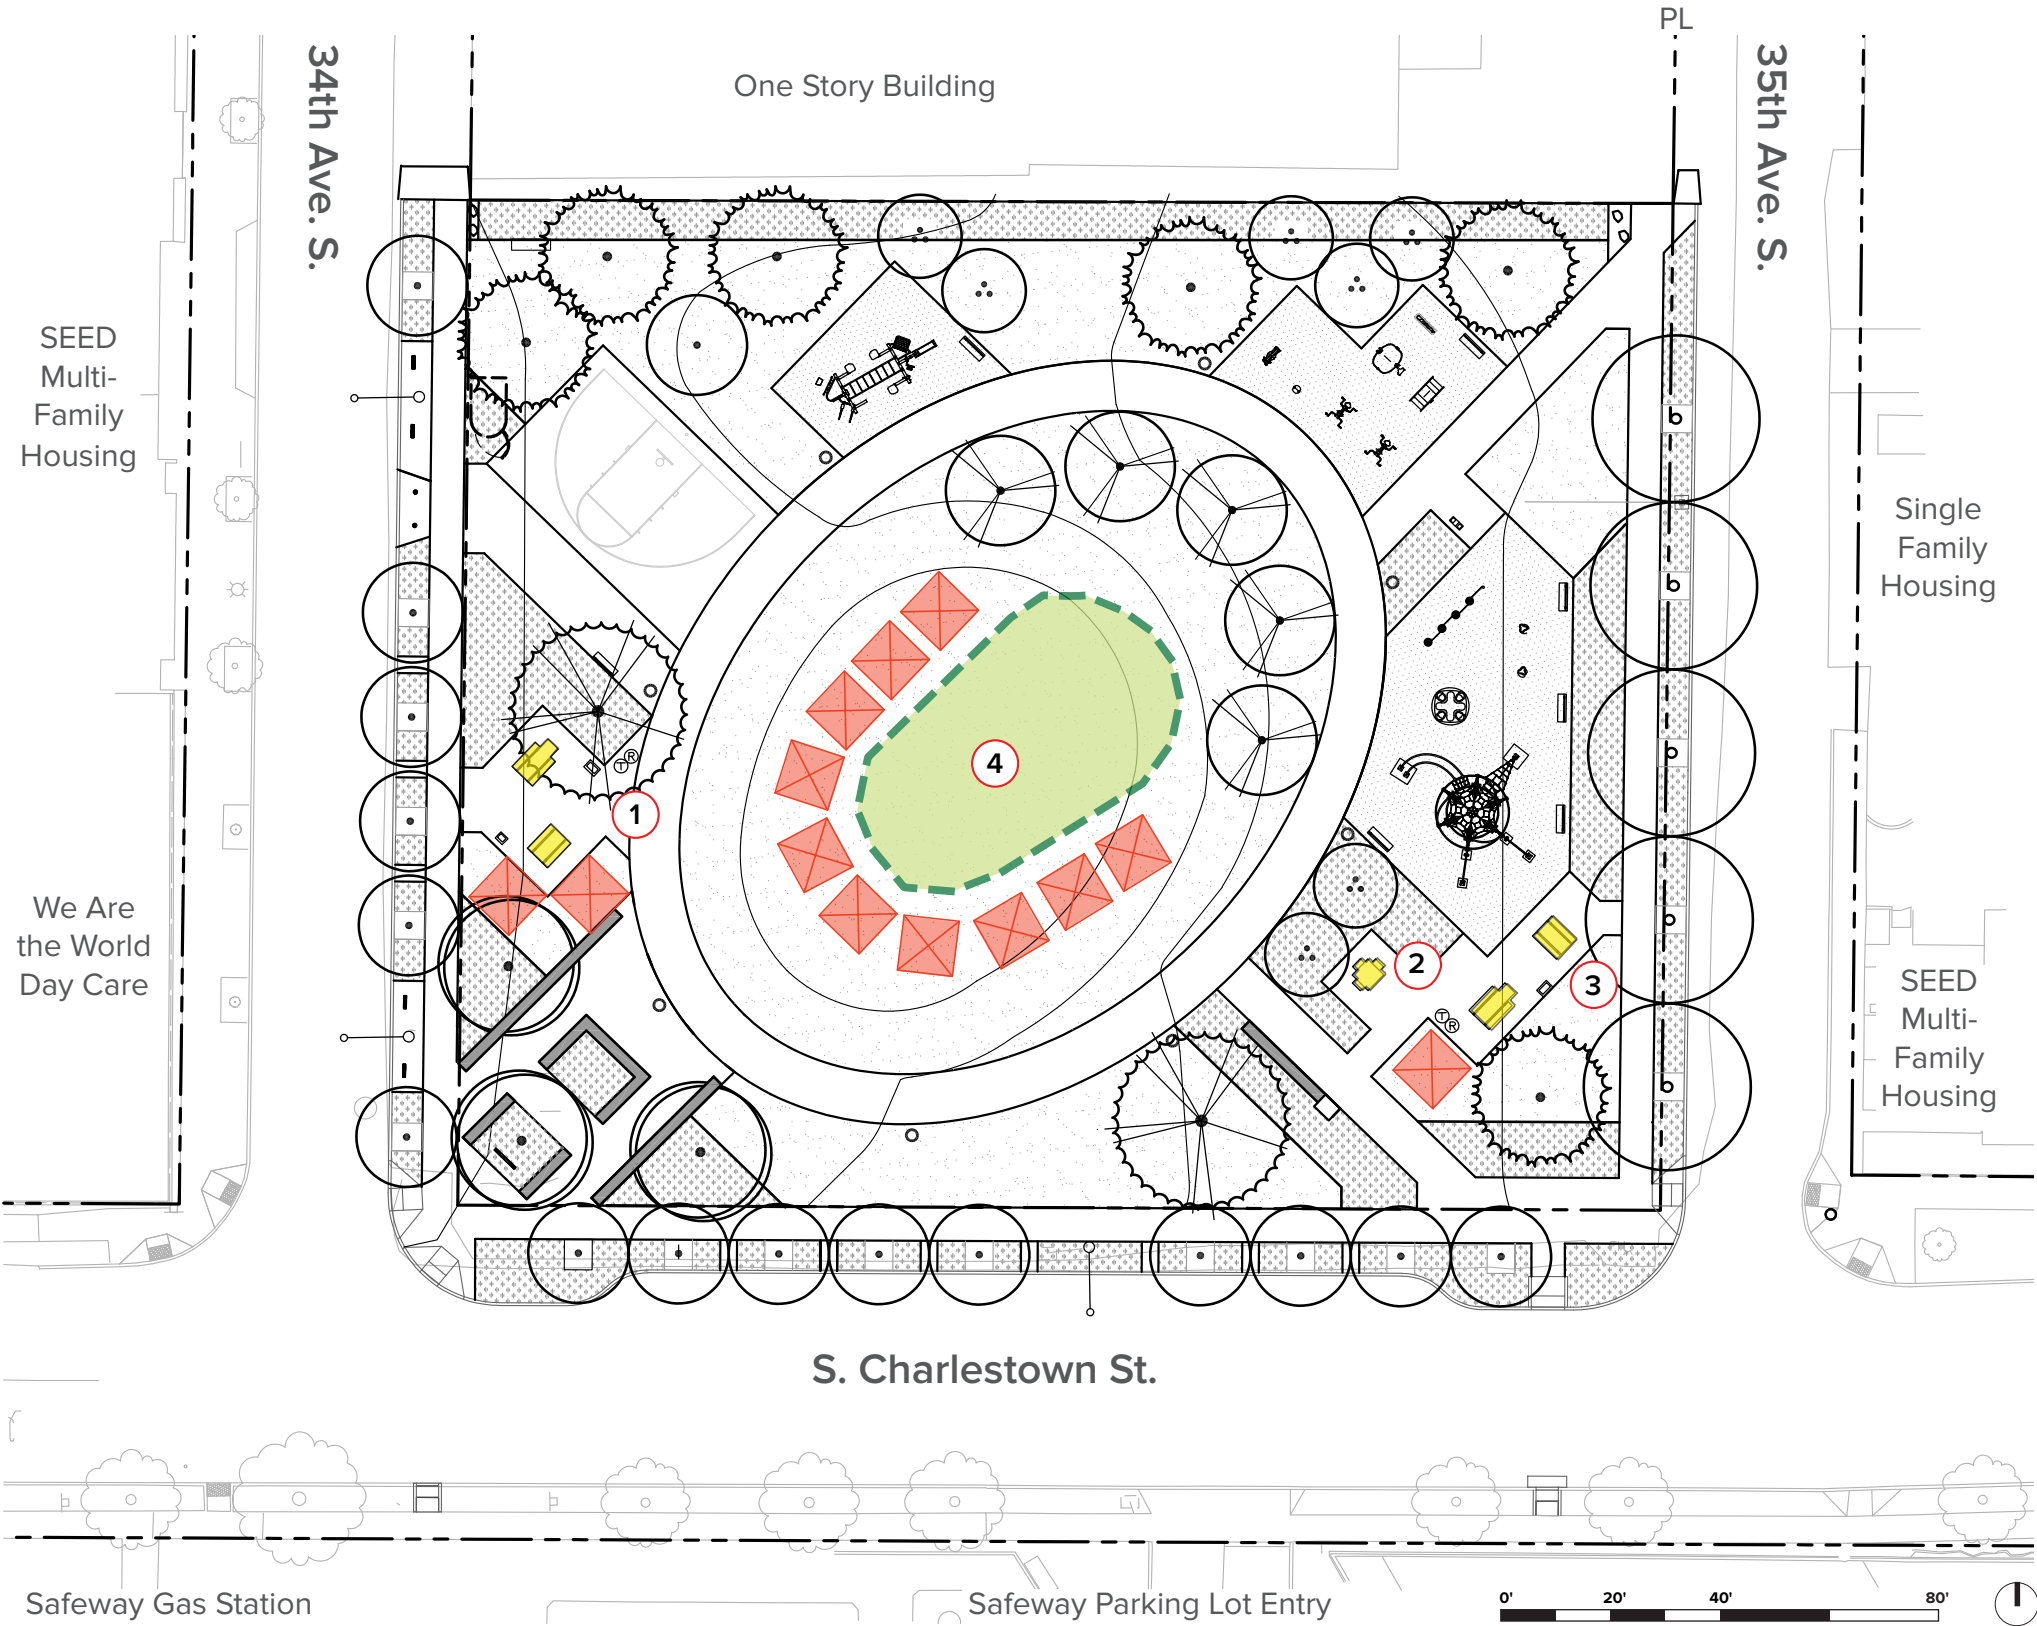 PL
34th Ave. S.
One Story Building
35th Ave. S.
SEED
Multi-
Family
Housing
Single
Family
Housing
4
1
We Are
the World
Day Care
2
3
T R
T R
SEED
Multi-
Family
Housing
S. Charlestown St.
Safeway Gas Station
Safeway Parking Lot Entry
0' 20' 40' 80'